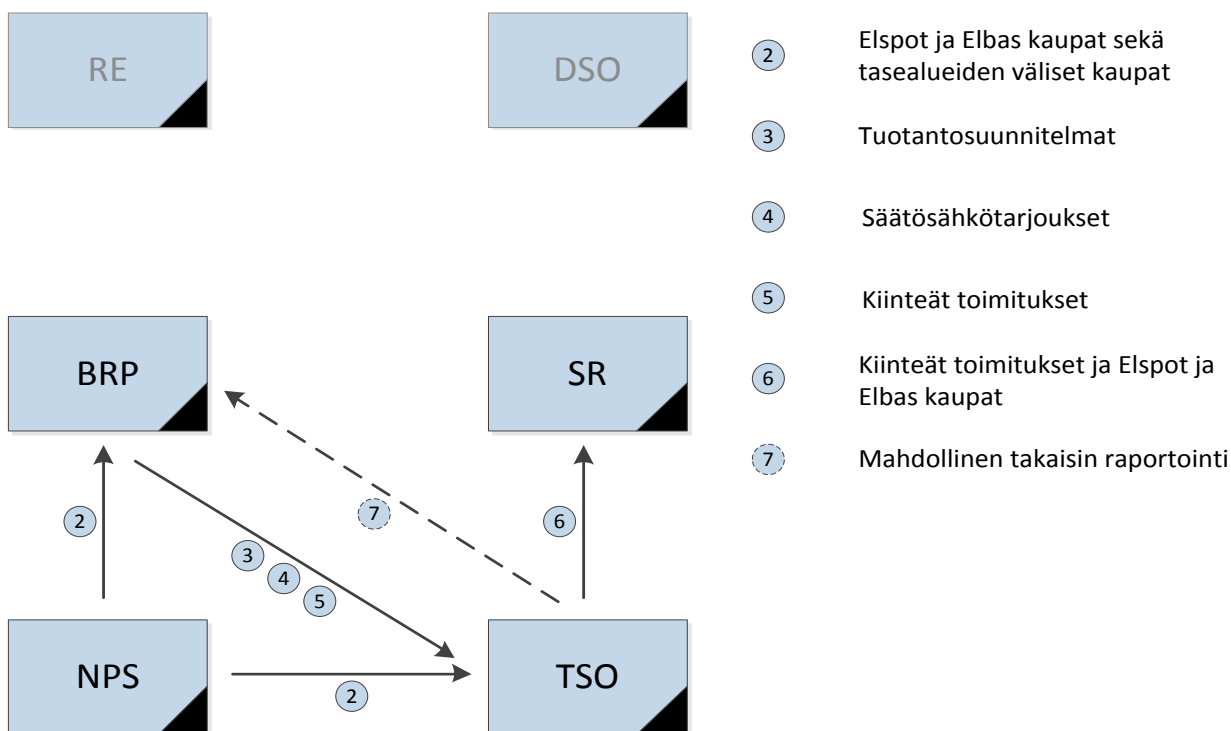 RE
DSO
2
Elspot ja Elbas kaupat sekä
tasealueiden väliset kaupat
3
Tuotantosuunnitelmat
4
Säätösähkötarjoukset
5
Kiinteät toimitukset
6
Kiinteät toimitukset ja Elspot ja
Elbas kaupat
7
Mahdollinen takaisin raportointi
BRP
SR
2
7
6
3
4
5
NPS
2
TSO